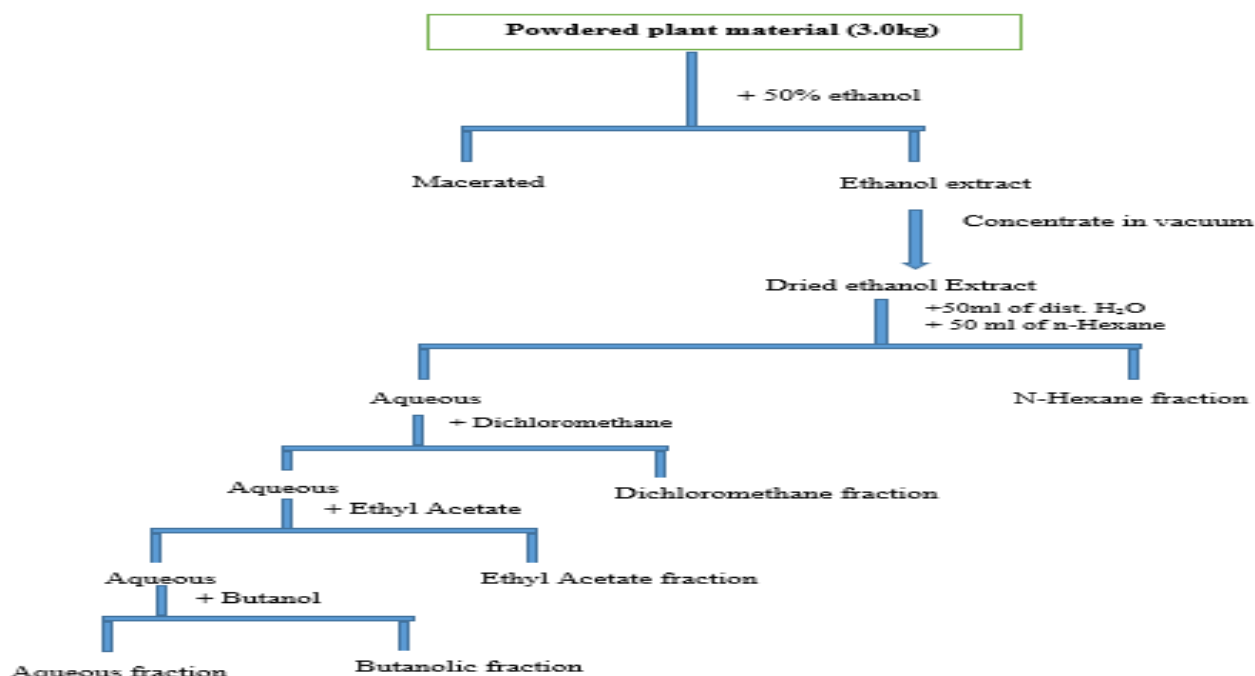 Powdered plant material (3.0kg)
+ 50% ethanol
Macerated
Ethanol extract
Concentrate in vacuum
Dried ethanol Extract
+50ml of dist. H₂O
+ 50 ml of n-Hexane
Aqueous
N-Hexane fraction
+ Dichloromethane
Aqueous
Dichloromethane fraction
+ Ethyl Acetate
Aqueous
Ethyl Acetate fraction
+ Butanol
Aqueous fraction
Butanolic fraction